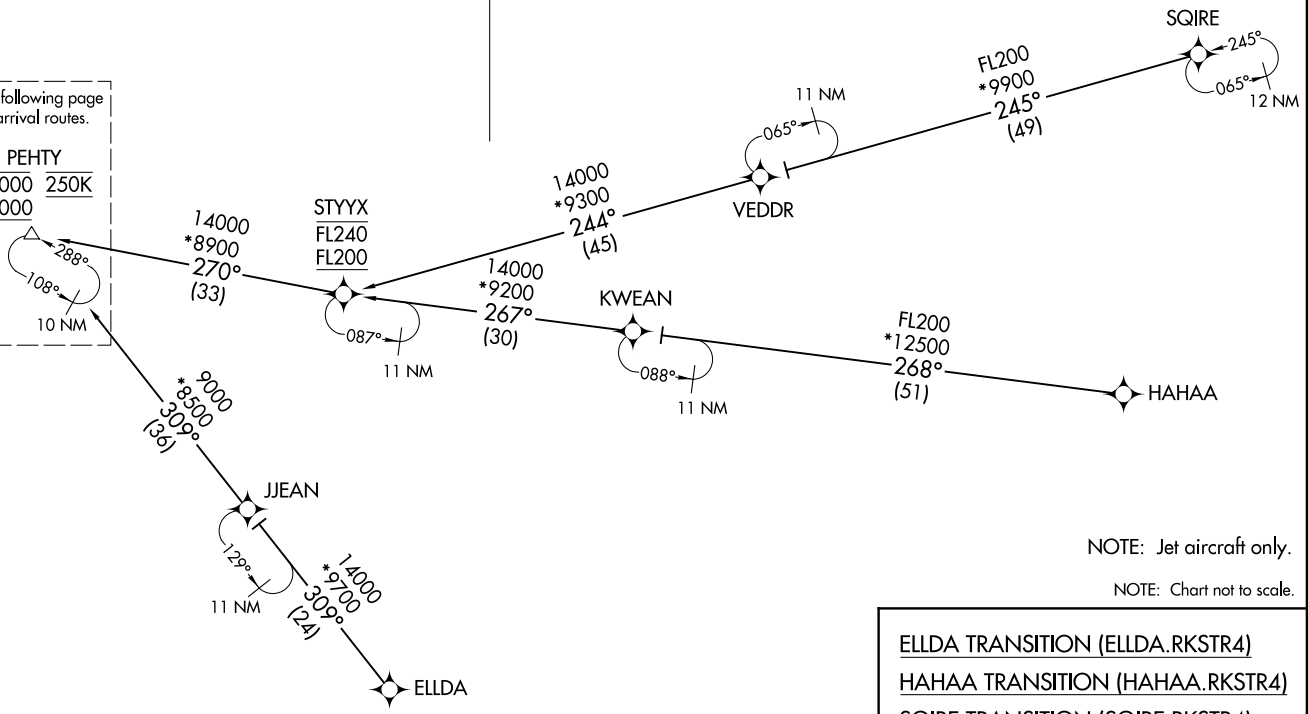 SQIRE
245°
065°
12 NM
FL200
*9900
245°
(49)
11 NM
065°
VEDDR
14000
*9300
244°
(45)
following page
arrival routes.
PEHTY
000 250K
000
288°
108°
10 NM
14000
*8900
270°
(33)
STYYX
FL240
FL200
087°
11 NM
14000
*9200
267°
(30)
KWEAN
088°
11 NM
FL200
*12500
268°
(51)
HAHAA
9000
*8500
309°
(36)
JJEAN
129°
11 NM
14000
*9700
309°
(24)
ELLDA
NOTE: Jet aircraft only.
NOTE: Chart not to scale.
ELLDA TRANSITION (ELLDA.RKSTR4)
HAHAA TRANSITION (HAHAA.RKSTR4)
SQIRE TRANSITION (SQIRE.RKSTR4)